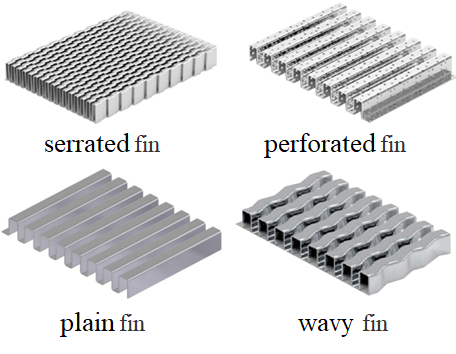 serrated fin
perforated fin
plain fin
wavy fin